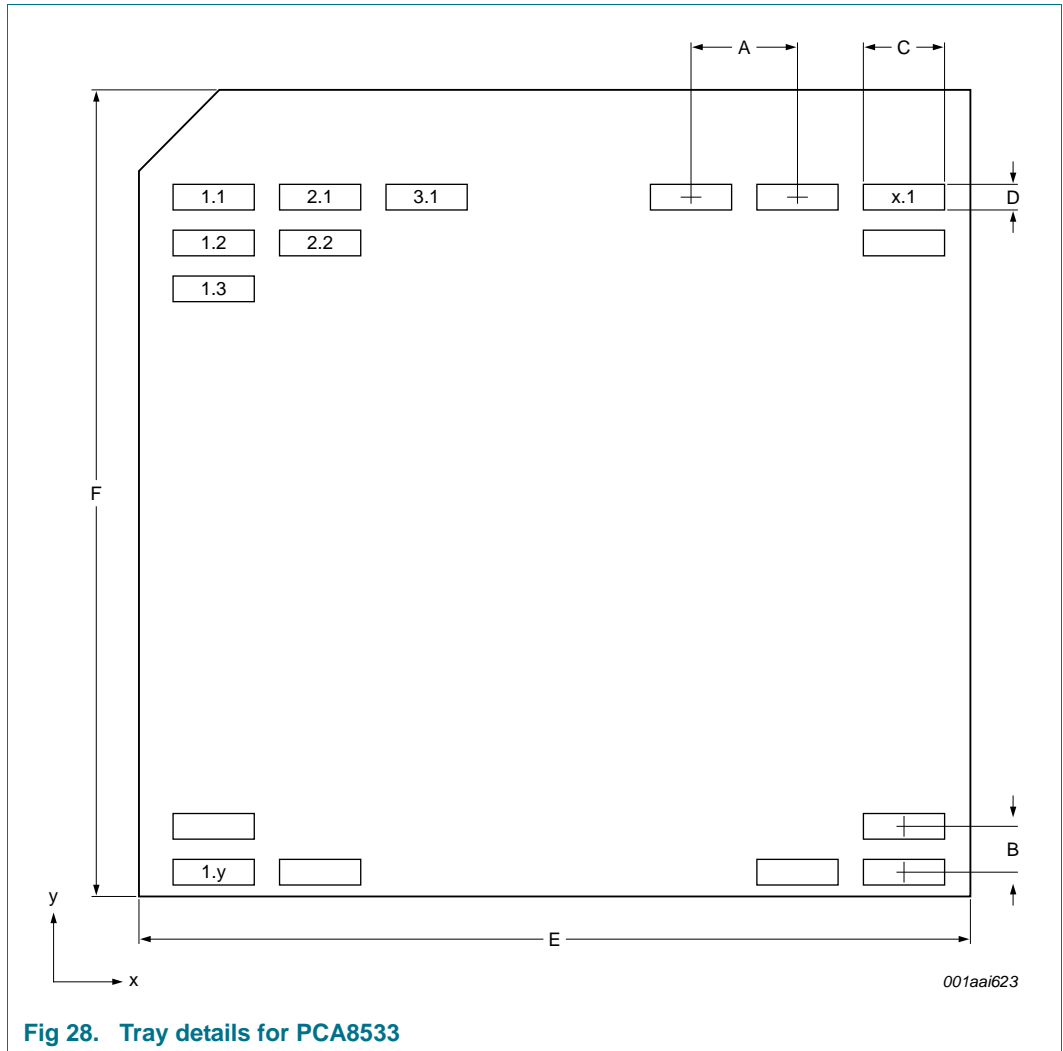 A
C
1.1
2.1
3.1
x.1
D
1.2
2.2
1.3
F
B
1.y
y
E
x
001aai623
Fig 28. Tray details for PCA8533